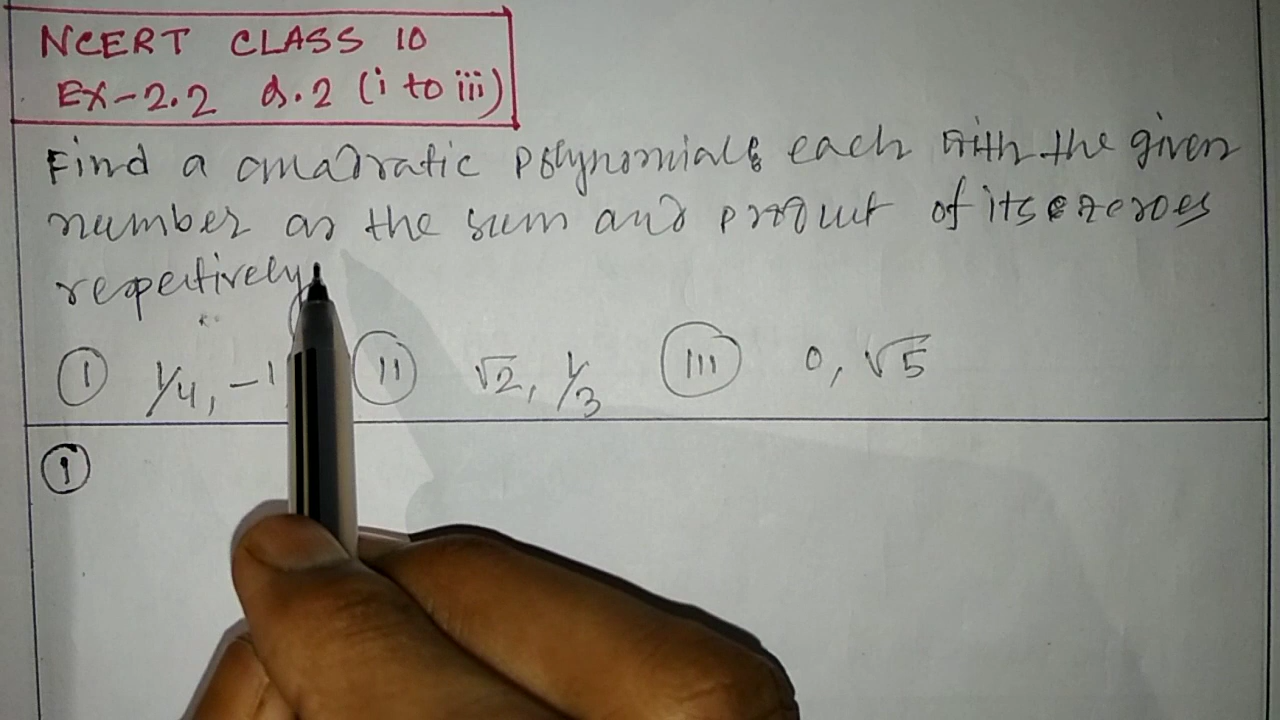 NCERT CLASS 10
EX-2.2 Q.2 (i to iii)
Find a quadratic polynomials each with the given
number as the sum and product of its zeroes
respectively
(i) 1/4, -1 (ii) √2, 1/3 (iii) 0, √5
(1)